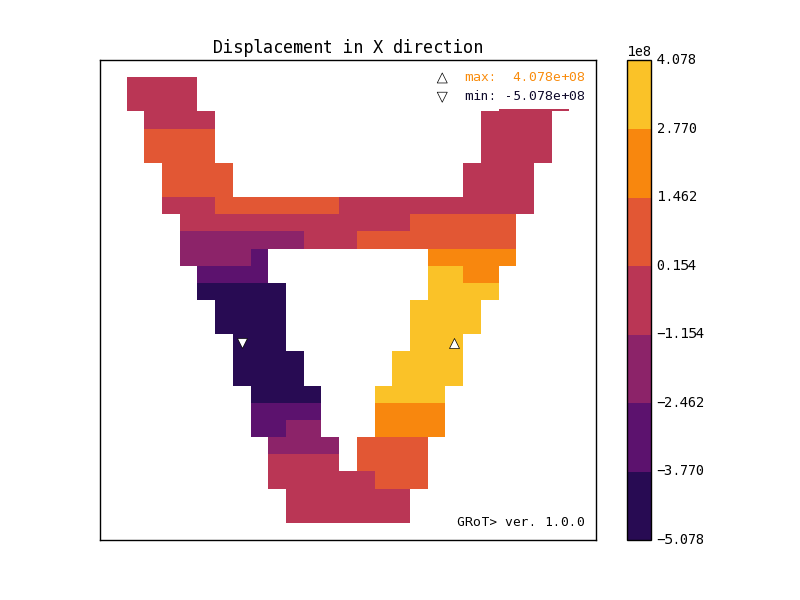 Displacement in X direction
△ max: 4.078e+08
▽ min: -5.078e+08
1e8
4.078
2.770
1.462
0.154
−1.154
−2.462
−3.770
−5.078
GRoT> ver. 1.0.0